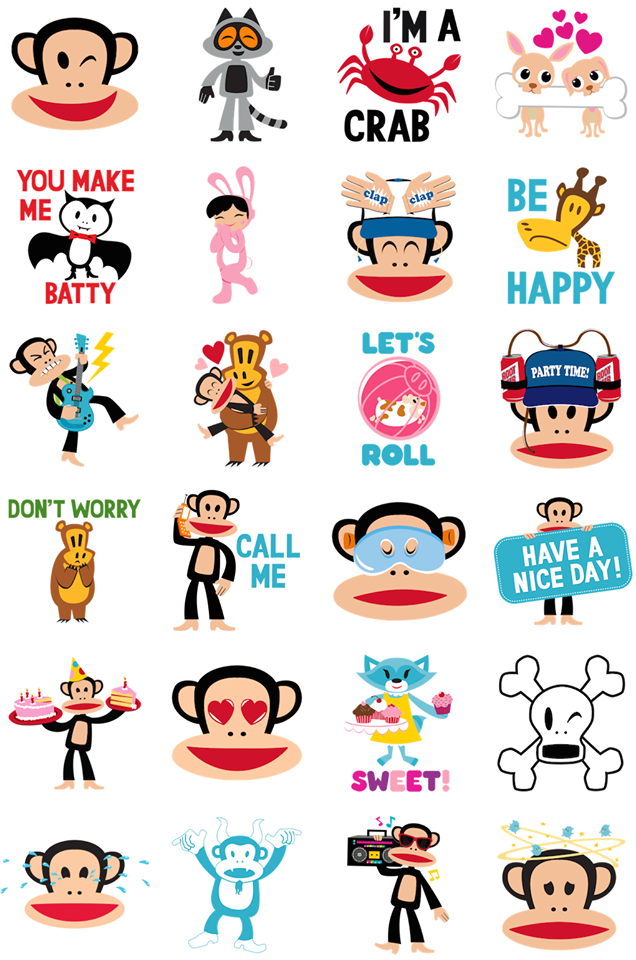 I'M A
CRAB
YOU MAKE
ME
BATTY
clap
clap
BE
HAPPY
LET'S
ROLL
PARTY TIME!
DON'T WORRY
CALL
ME
HAVE A
NICE DAY!
SWEET!